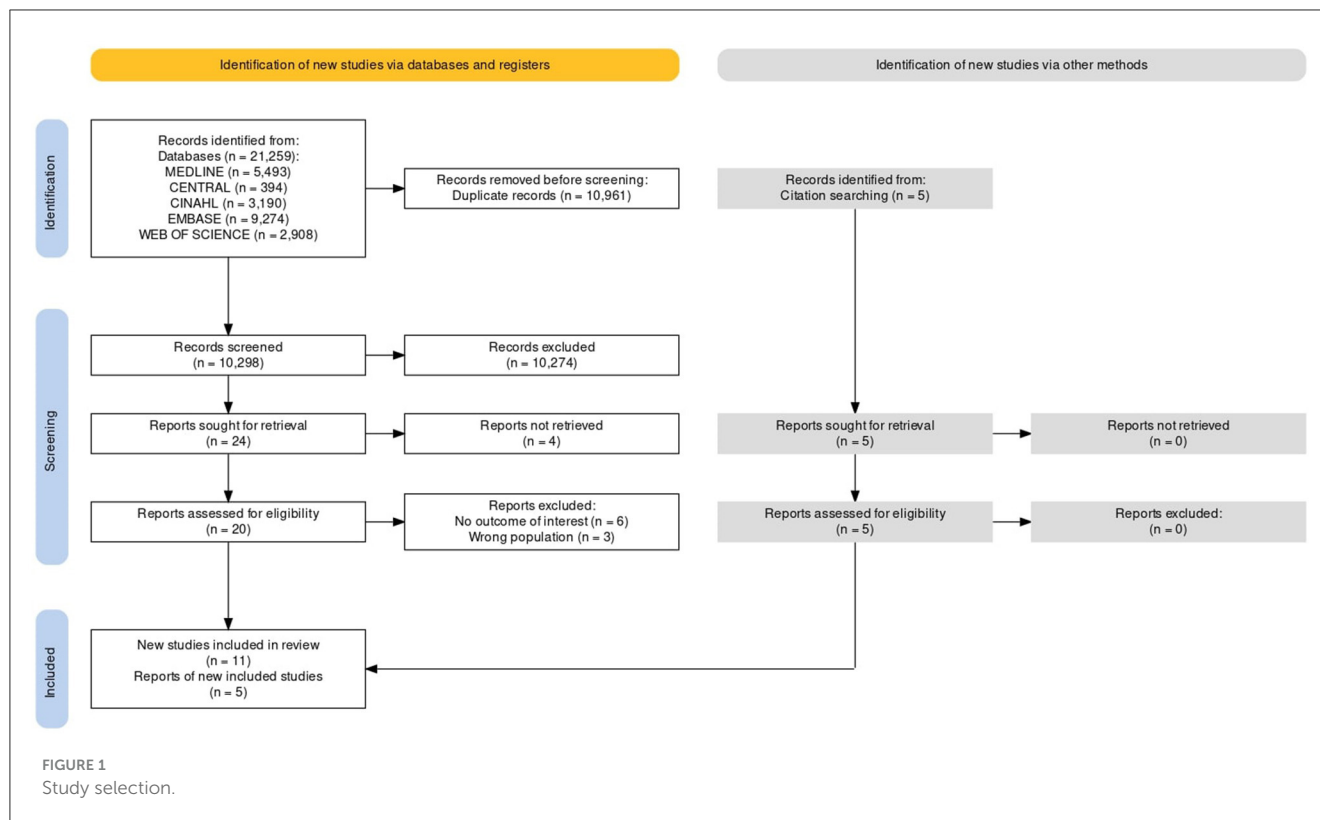 Identification of new studies via databases and registers
Identification of new studies via other methods
Identification
Records identified from:
Databases (n = 21,259):
MEDLINE (n = 5,493)
CENTRAL (n = 394)
CINAHL (n = 3,190)
EMBASE (n = 9,274)
WEB OF SCIENCE (n = 2,908)
Records removed before screening:
Duplicate records (n = 10,961)
Records identified from:
Citation searching (n = 5)
Screening
Records screened
(n = 10,298)
Records excluded
(n = 10,274)
Reports sought for retrieval
(n = 24)
Reports not retrieved
(n = 4)
Reports sought for retrieval
(n = 5)
Reports not retrieved
(n = 0)
Reports assessed for eligibility
(n = 20)
Reports excluded:
No outcome of interest (n = 6)
Wrong population (n = 3)
Reports assessed for eligibility
(n = 5)
Reports excluded:
(n = 0)
Included
New studies included in review
(n = 11)
Reports of new included studies
(n = 5)
FIGURE 1
Study selection.